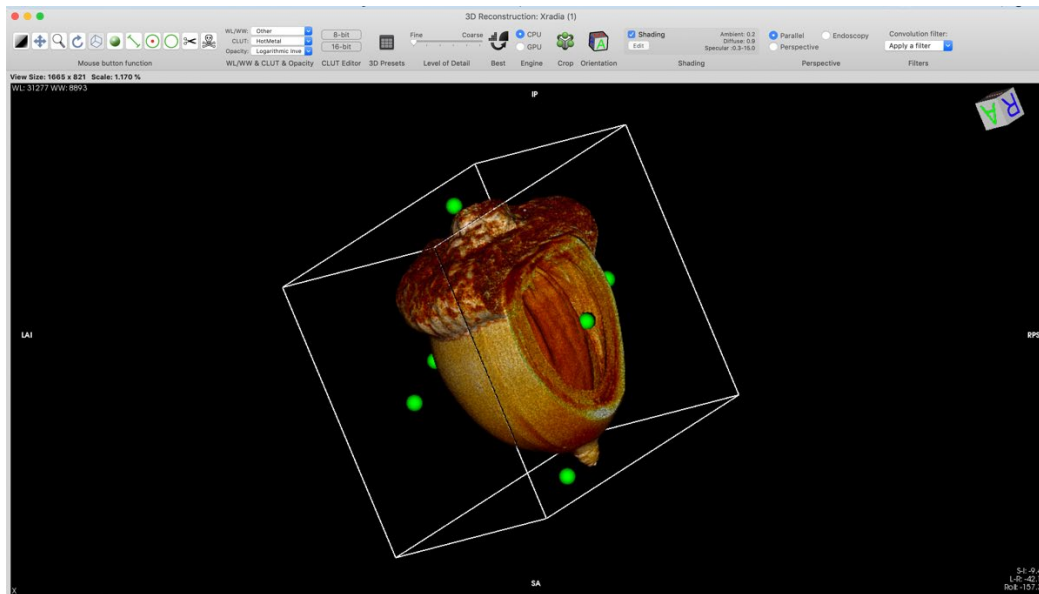 3D Reconstruction: Xradia (1)
WL/WW: Other
CLUT: HotMetal
Opacity: Logarithmic Inve
8-bit
16-bit
Fine
Coarse
CPU
GPU
A
Shading
Edit
Ambient: 0.2
Diffuse: 0.9
Specular :0.3-15.0
Parallel
Endoscopy
Perspective
Convolution filter:
Apply a filter
Mouse button function
WL/WW & CLUT & Opacity
CLUT Editor
3D Presets
Level of Detail
Best
Engine
Crop
Orientation
Shading
Perspective
Filters
View Size: 1665 x 821 Scale: 1.170 %
WL: 31277 WW: 8893
IP
A
R
LAI
RPS
SA
S-I: -9.
L-R: -42.
Roll: -157.
X